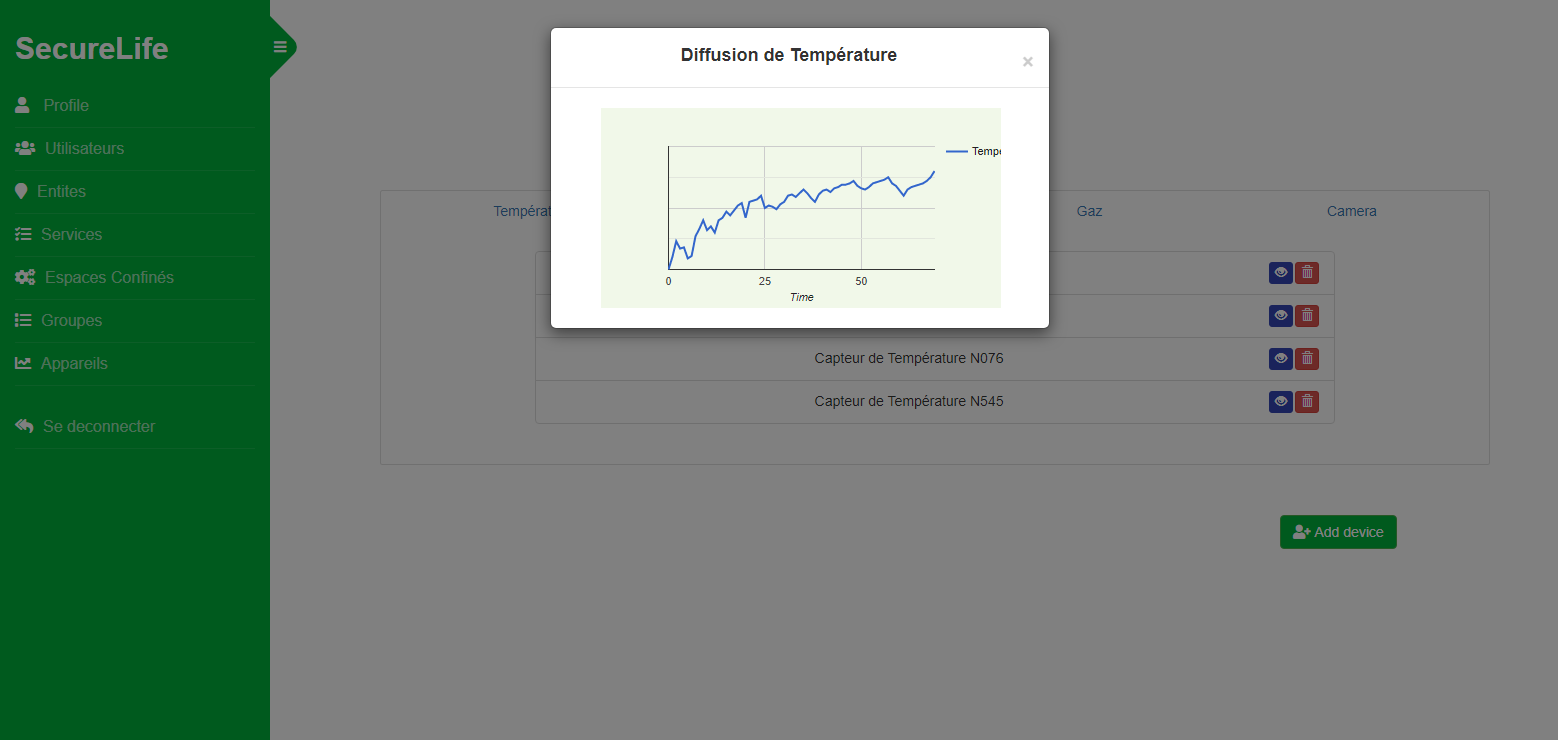 SecureLife
Profile
Utilisateurs
Entites
Services
Espaces Confinés
Groupes
Appareils
Se deconnecter
Diffusion de Température
×
Tempe
0 25 50
Time
Températ
Gaz
Camera
Capteur de Température N076
Capteur de Température N545
Add device